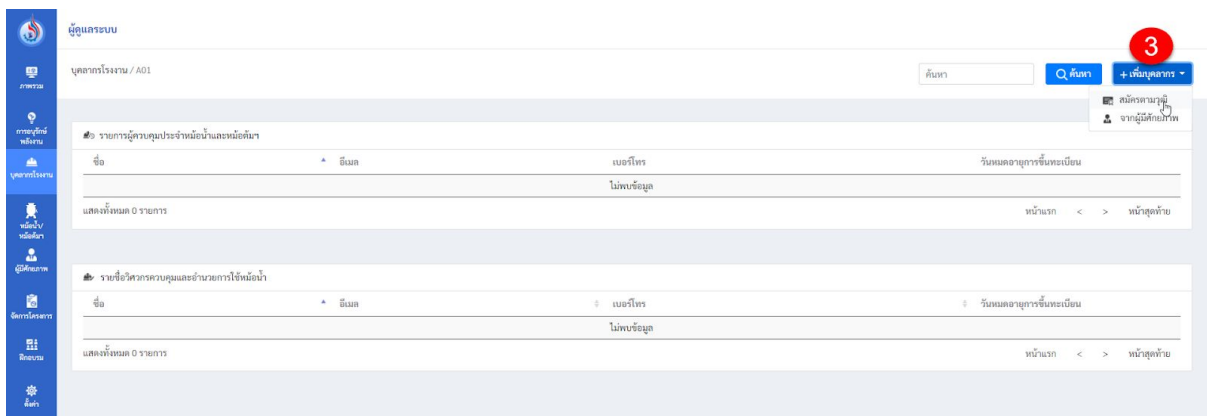 ผู้ดูแลระบบ
3
บุคลากรโรงงาน / A01
ค้นหา
ค้นหา
+ เพิ่มบุคลากร
สมัครตามวุฒิ
จากผู้มีศักยภาพ
ภาพรวม
การอนุรักษ์
พลังงาน
บุคลากรโรงงาน
หม้อน้ำ/
หม้อต้มฯ
ผู้มีศักยภาพ
จัดการโครงการ
ฝึกอบรม
ตั้งค่า
รายการผู้ควบคุมประจำหม้อน้ำและหม้อต้มฯ
ชื่อ อีเมล เบอร์โทร วันหมดอายุการขึ้นทะเบียน
ไม่พบข้อมูล
แสดงทั้งหมด 0 รายการ หน้าแรก < > หน้าสุดท้าย
รายชื่อวิศวกรควบคุมและอำนวยการใช้หม้อน้ำ
ชื่อ อีเมล เบอร์โทร วันหมดอายุการขึ้นทะเบียน
ไม่พบข้อมูล
แสดงทั้งหมด 0 รายการ หน้าแรก < > หน้าสุดท้าย